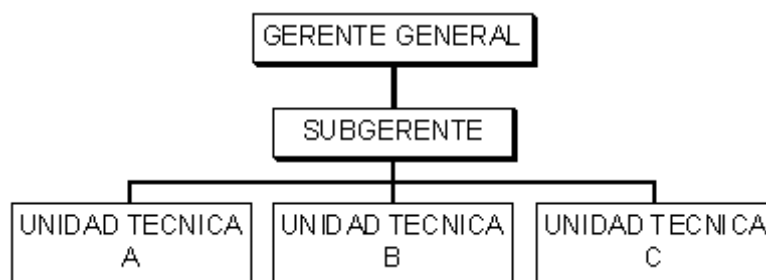 GERENTE GENERAL
SUBGERENTE
UNIDAD TECNICA
A
UNIDAD TECNICA
B
UNIDAD TECNICA
C